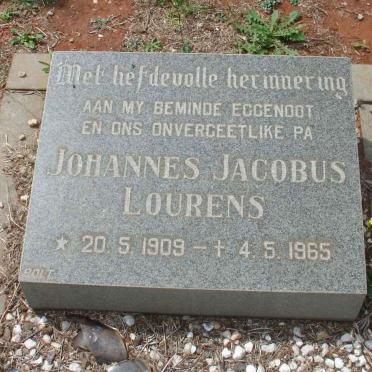 Met liefdevolle herinnering
AAN MY BEMINDE EGGENOOT
EN ONS ONVERGEETLIKE PA
JOHANNES JACOBUS
LOURENS
★ 20. 5. 1909 – † 4. 5. 1965
POLT